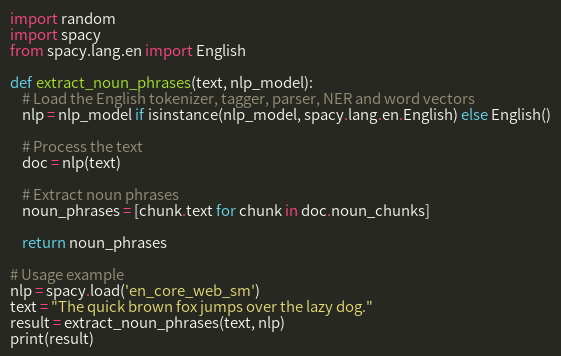 import random
import spacy
from spacy.lang.en import English

def extract_noun_phrases(text, nlp_model):
    # Load the English tokenizer, tagger, parser, NER and word vectors
    nlp = nlp_model if isinstance(nlp_model, spacy.lang.en.English) else English()

    # Process the text
    doc = nlp(text)

    # Extract noun phrases
    noun_phrases = [chunk.text for chunk in doc.noun_chunks]

    return noun_phrases

# Usage example
nlp = spacy.load('en_core_web_sm')
text = "The quick brown fox jumps over the lazy dog."
result = extract_noun_phrases(text, nlp)
print(result)